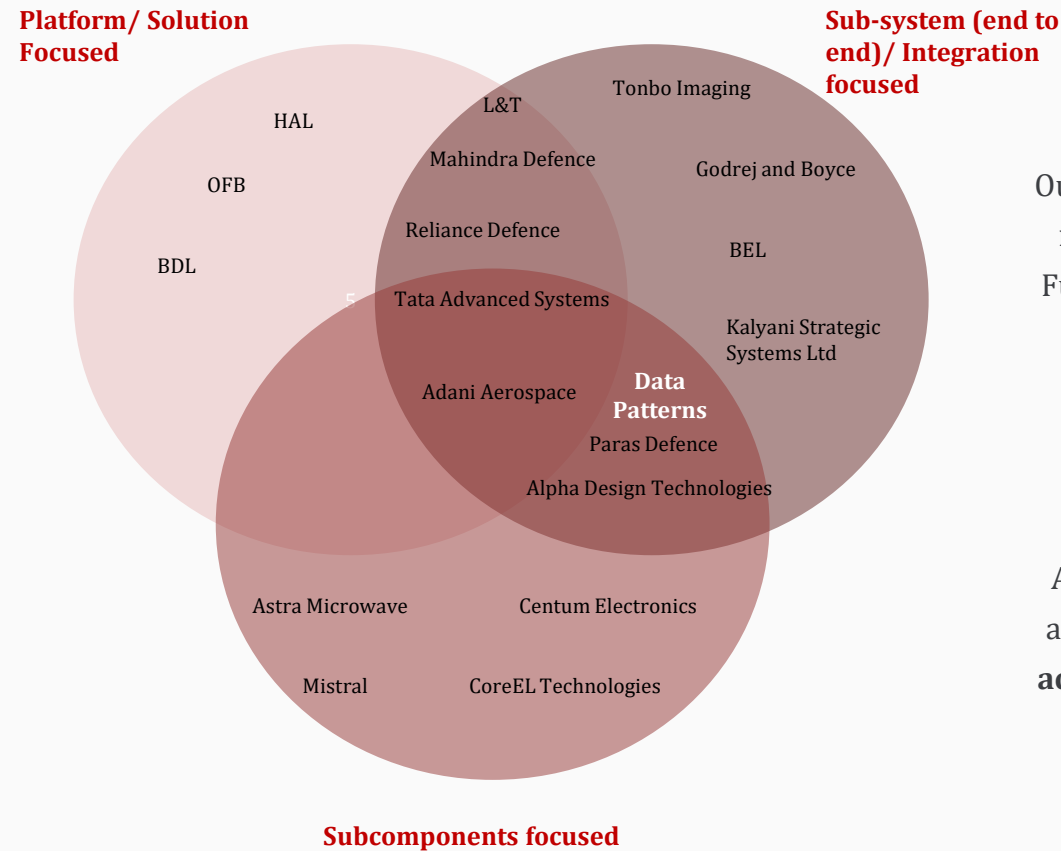 Platform/ Solution
Focused
Sub-system (end to
end)/ Integration
focused
HAL
OFB
BDL
L&T
Mahindra Defence
Reliance Defence
Tonbo Imaging
Godrej and Boyce
BEL
Kalyani Strategic
Systems Ltd
5
Tata Advanced Systems
Adani Aerospace
Data
Patterns
Paras Defence
Alpha Design Technologies
Astra Microwave
Centum Electronics
Mistral
CoreEL Technologies
Subcomponents focused